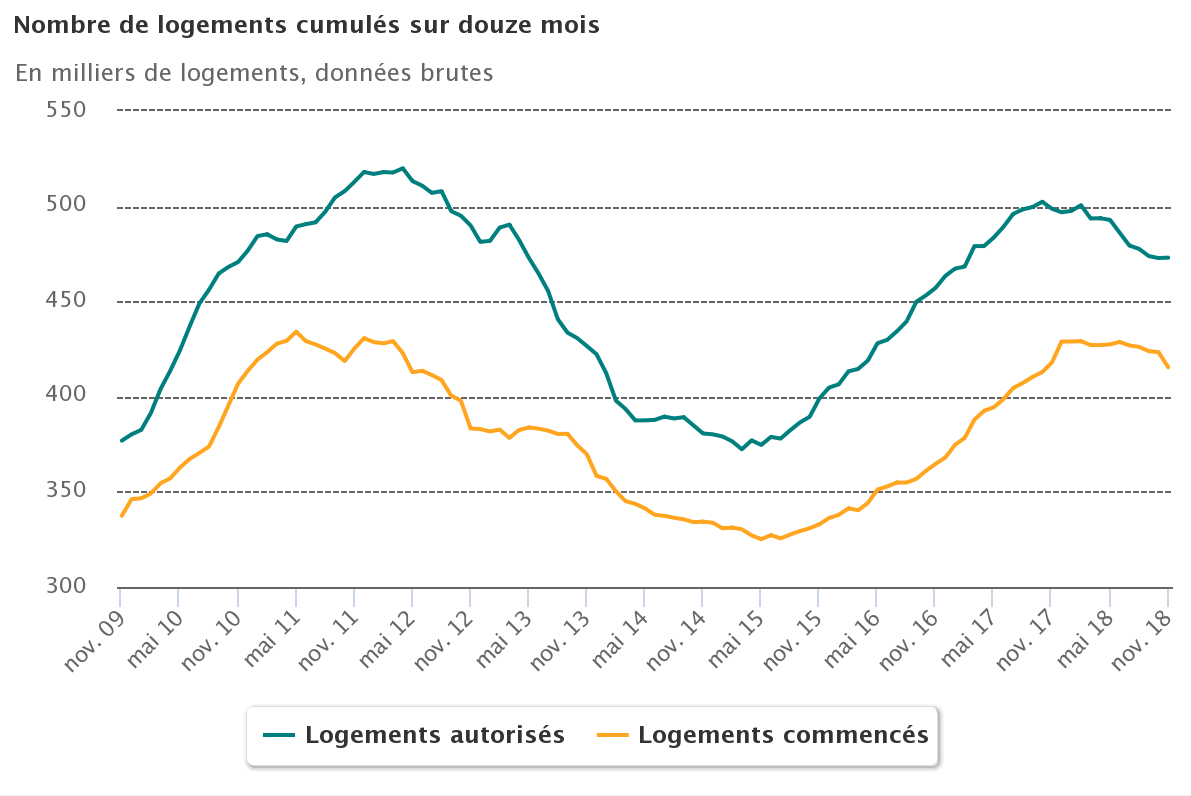 Nombre de logements cumulés sur douze mois
En milliers de logements, données brutes
550
500
450
400
350
300
nov. 09
mai 10
nov. 10
mai 11
nov. 11
mai 12
nov. 12
mai 13
nov. 13
mai 14
nov. 14
mai 15
nov. 15
mai 16
nov. 16
mai 17
nov. 17
mai 18
nov. 18
Logements autorisés Logements commencés